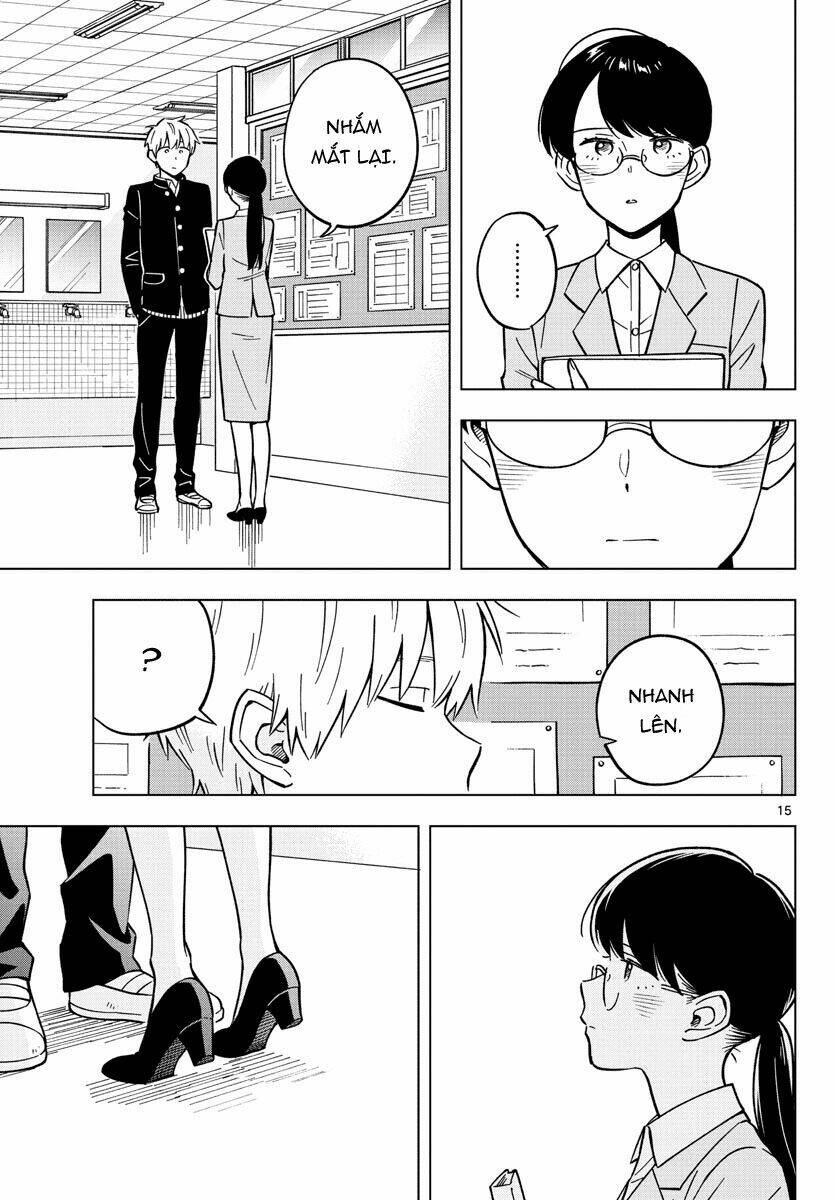 ………
NHẮM
MẮT LẠI.
NHANH
LÊN.
?
15